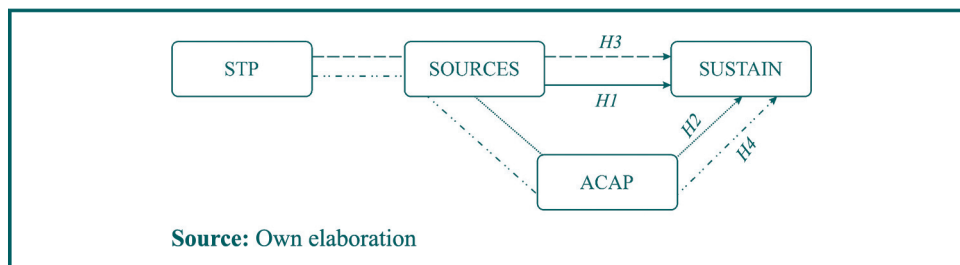 H3
STP
SOURCES
SUSTAIN
H1
H2
H4
ACAP
Source: Own elaboration